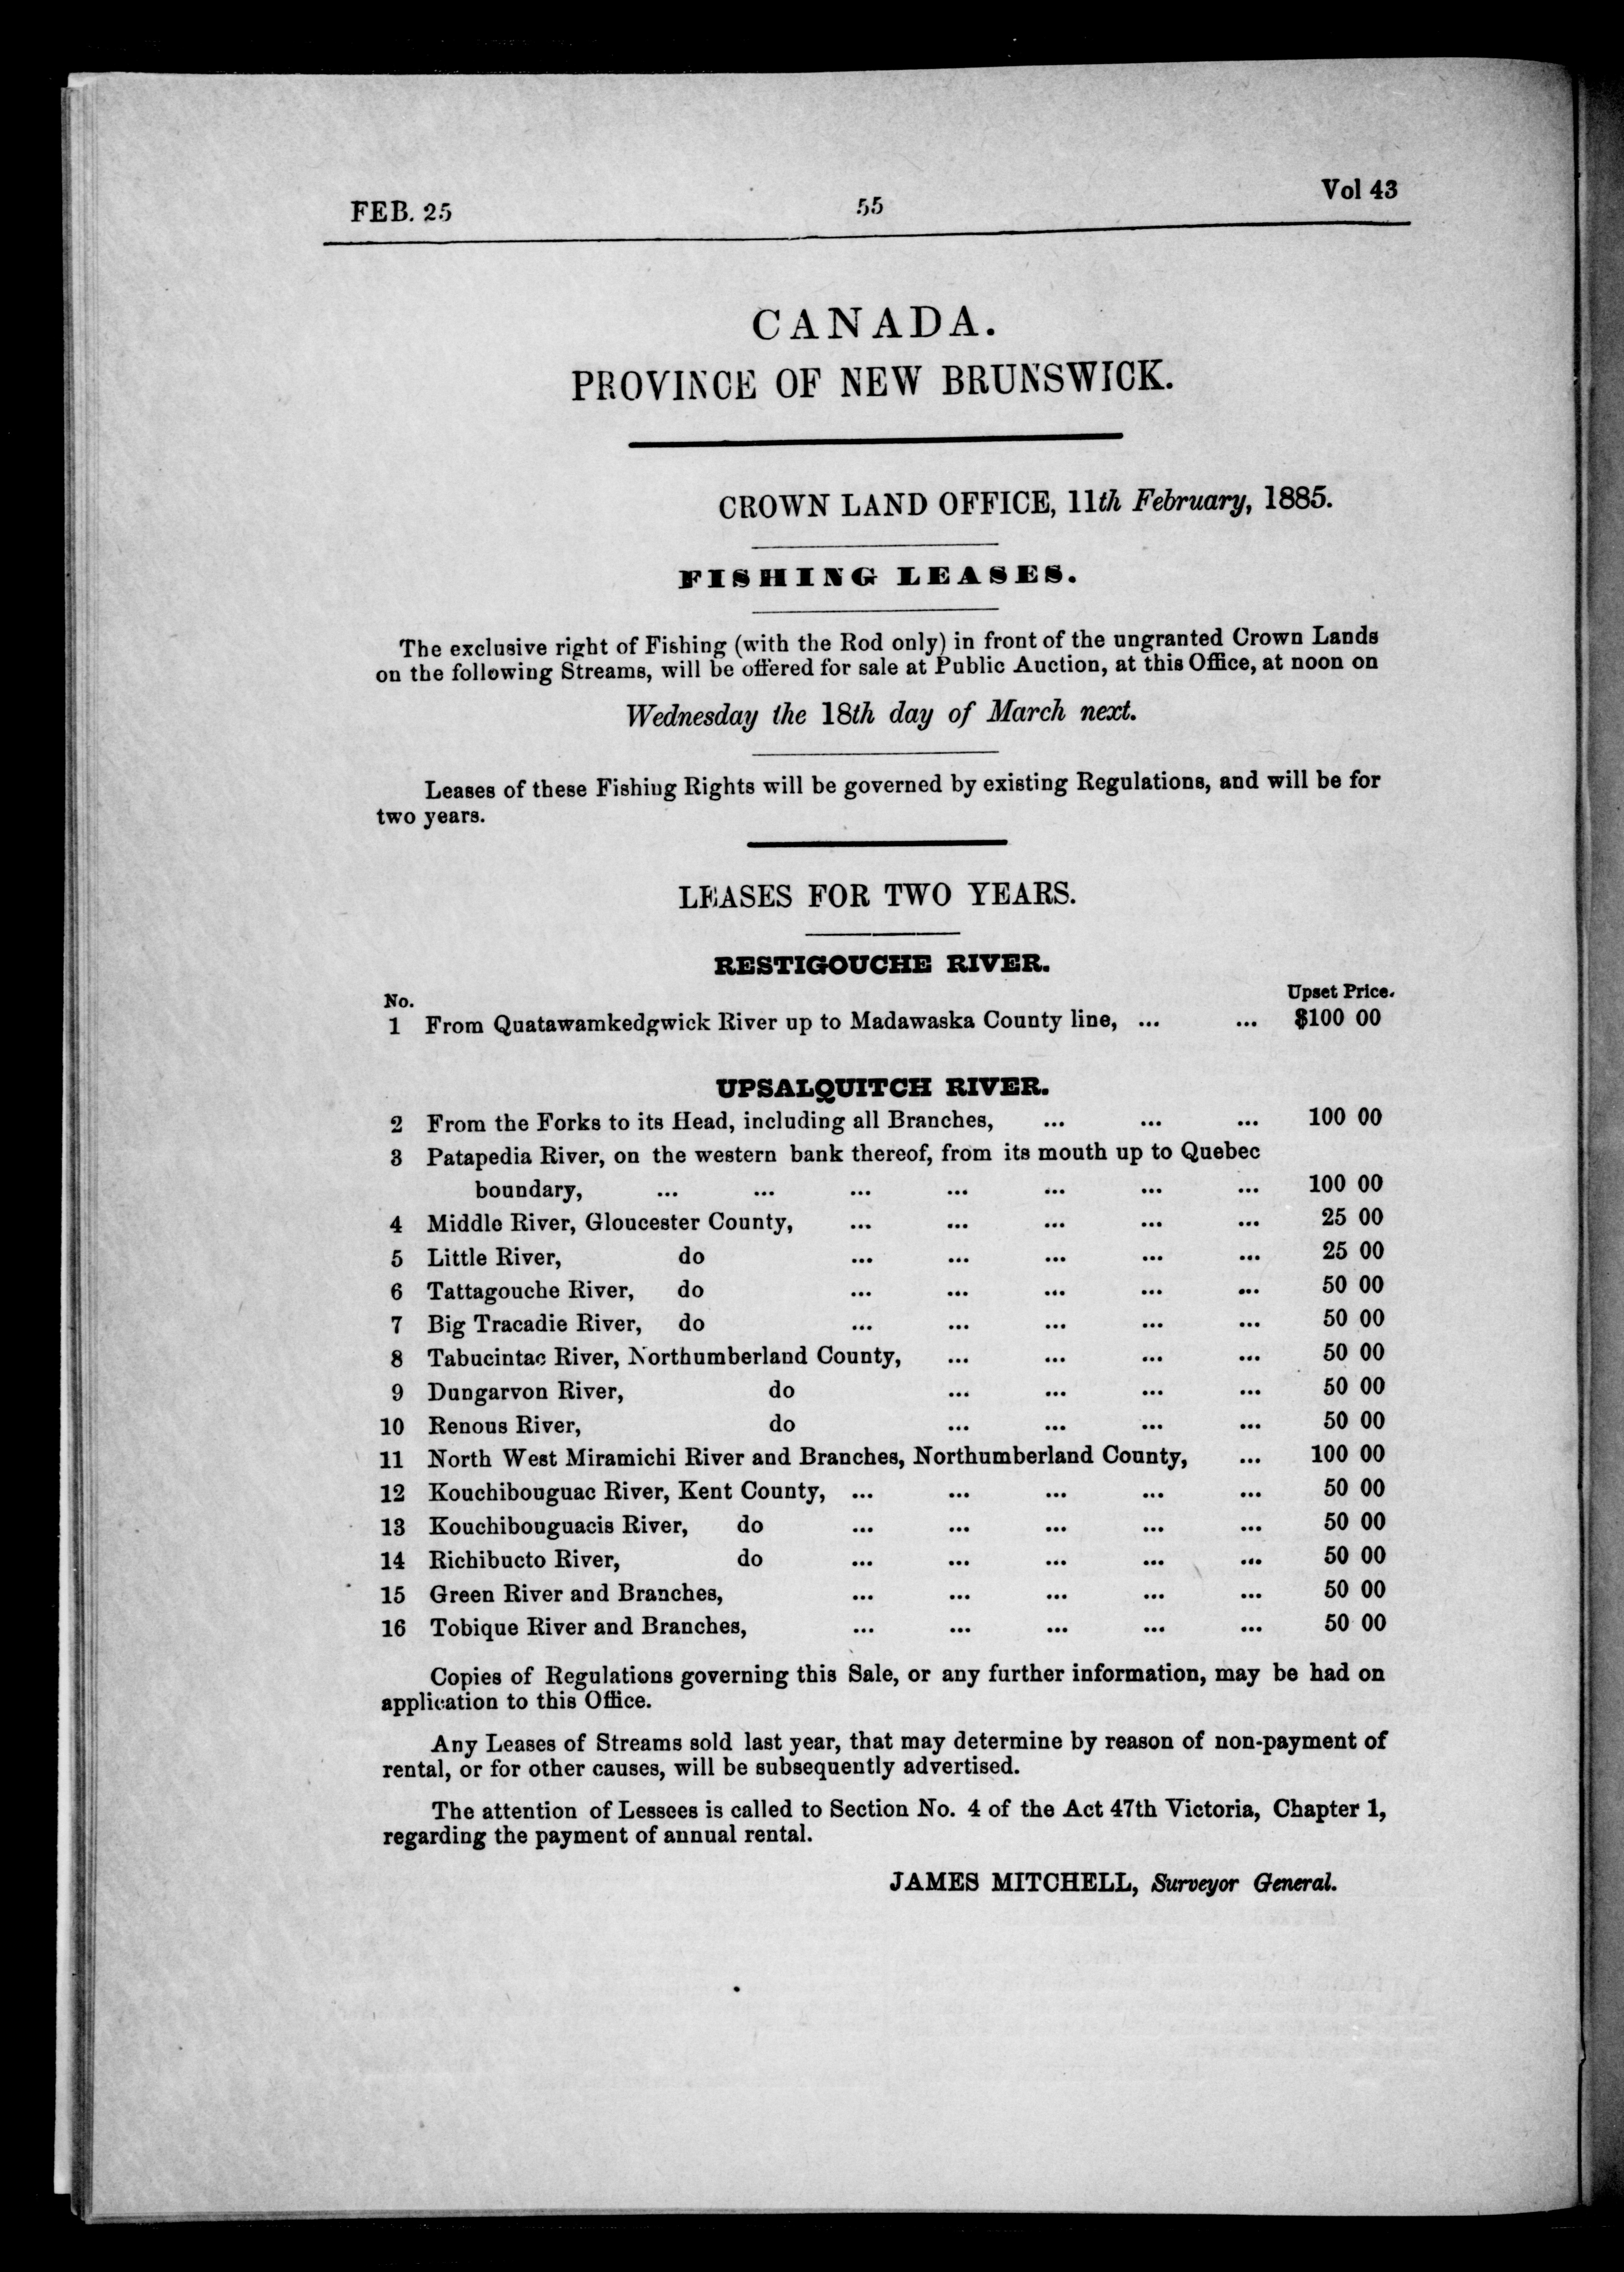 FEB. 25 55 Vol 43
CANADA.
PROVINCE OF NEW BRUNSWICK.
CROWN LAND OFFICE, 11th February, 1885.
FISHING LEASES.
The exclusive right of Fishing (with the Rod only) in front of the ungranted Crown Lands
on the following Streams, will be offered for sale at Public Auction, at this Office, at noon on
Wednesday the 18th day of March next.
Leases of these Fishing Rights will be governed by existing Regulations, and will be for
two years.
LEASES FOR TWO YEARS.
RESTIGOUCHE RIVER.
No. Upset Price.
1 From Quatawamkedgwick River up to Madawaska County line, ... ... $100 00
UPSALQUITCH RIVER.
2 From the Forks to its Head, including all Branches, ... ... ... 100 00
3 Patapedia River, on the western bank thereof, from its mouth up to Quebec
boundary, ... ... ... ... ... ... ... 100 00
4 Middle River, Gloucester County, ... ... ... ... ... 25 00
5 Little River, do ... ... ... ... ... 25 00
6 Tattagouche River, do ... ... ... ... ... 50 00
7 Big Tracadie River, do ... ... ... ... ... 50 00
8 Tabucintac River, Northumberland County, ... ... ... ... 50 00
9 Dungarvon River, do ... ... ... ... 50 00
10 Renous River, do ... ... ... ... 50 00
11 North West Miramichi River and Branches, Northumberland County, ... 100 00
12 Kouchibouguac River, Kent County, ... ... ... ... ... 50 00
13 Kouchibouguacis River, do ... ... ... ... ... 50 00
14 Richibucto River, do ... ... ... ... ... 50 00
15 Green River and Branches, ... ... ... ... ... 50 00
16 Tobique River and Branches, ... ... ... ... ... 50 00
Copies of Regulations governing this Sale, or any further information, may be had on
application to this Office.
Any Leases of Streams sold last year, that may determine by reason of non-payment of
rental, or for other causes, will be subsequently advertised.
The attention of Lessees is called to Section No. 4 of the Act 47th Victoria, Chapter 1,
regarding the payment of annual rental.
JAMES MITCHELL, Surveyor General.